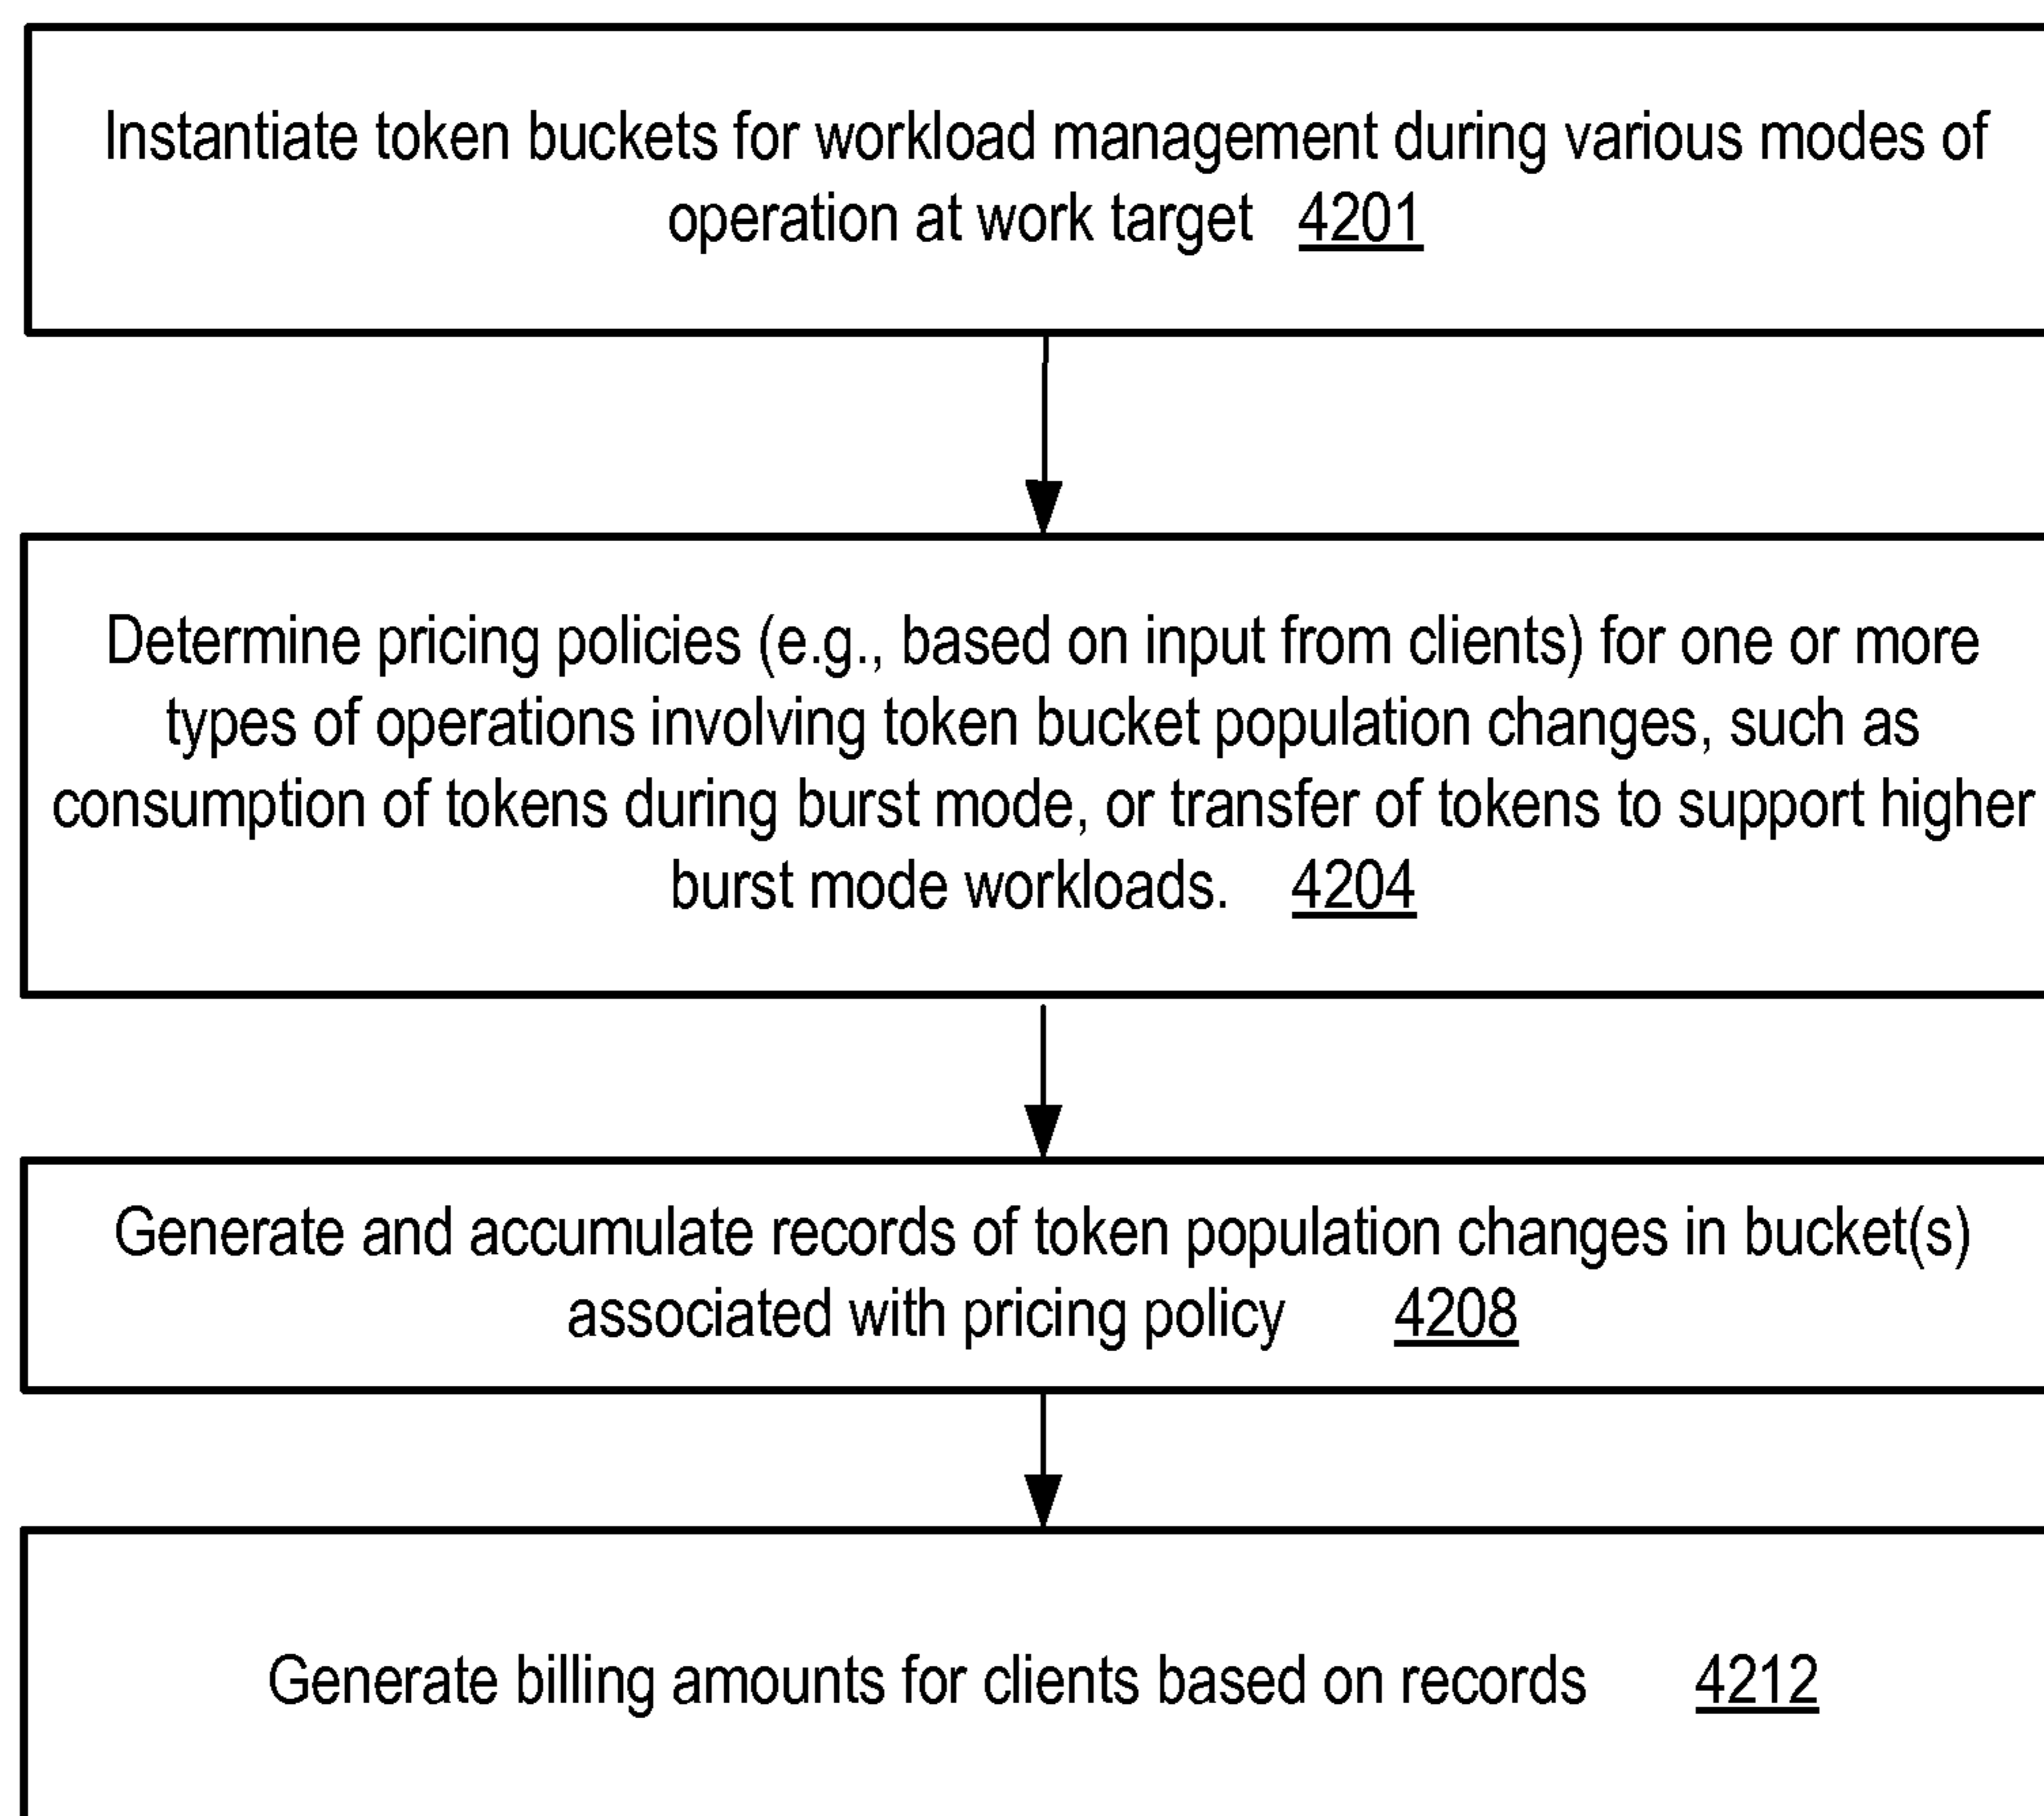 Instantiate token buckets for workload management during various modes of
operation at work target 4201
Determine pricing policies (e.g., based on input from clients) for one or more
types of operations involving token bucket population changes, such as
consumption of tokens during burst mode, or transfer of tokens to support higher
burst mode workloads. 4204
Generate and accumulate records of token population changes in bucket(s)
associated with pricing policy 4208
Generate billing amounts for clients based on records 4212